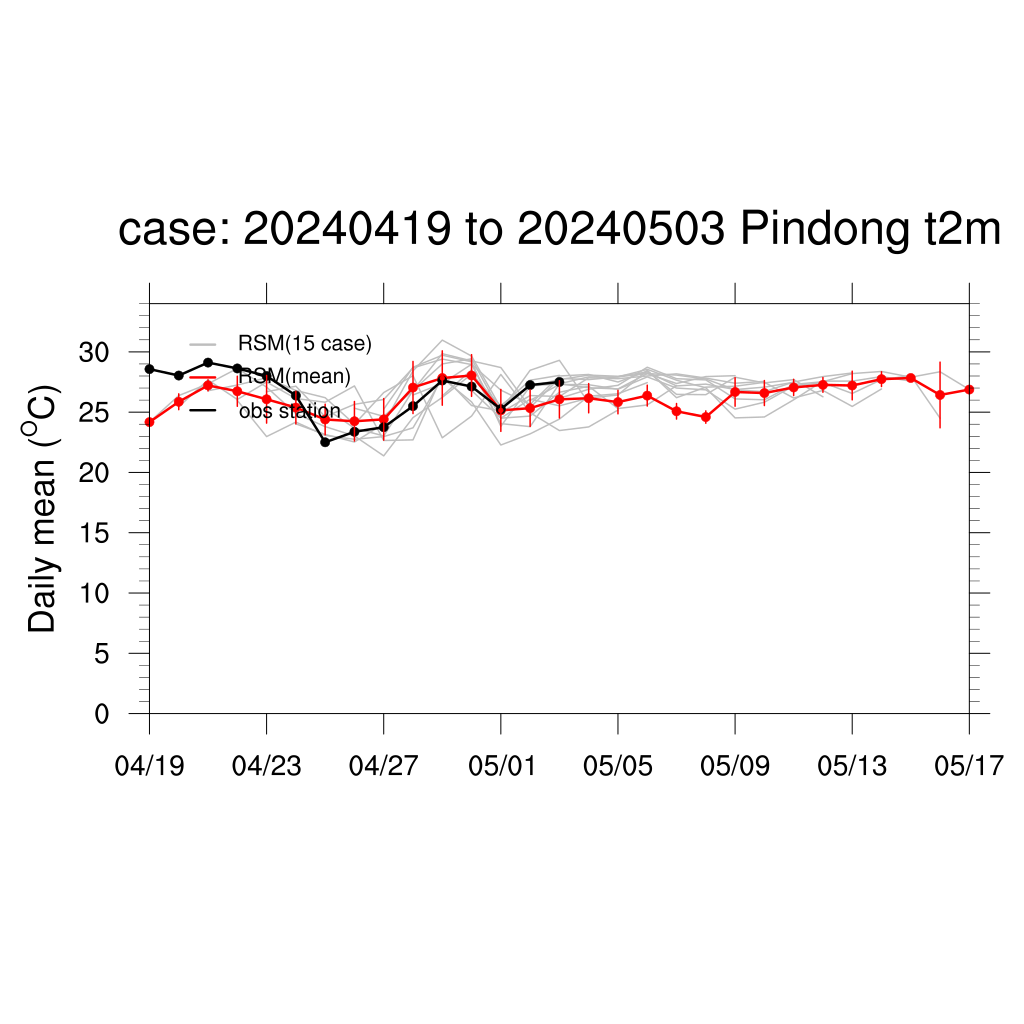 case: 20240419 to 20240503 Pindong t2m
Daily mean (°C)
RSM(15 case)
RSM(mean)
obs station
30
25
20
15
10
5
0
04/19 04/23 04/27 05/01 05/05 05/09 05/13 05/17